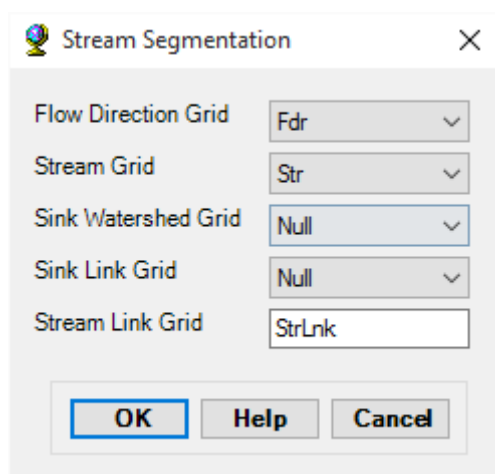 Stream Segmentation
Flow Direction Grid Fdr
Stream Grid Str
Sink Watershed Grid Null
Sink Link Grid Null
Stream Link Grid StrLnk
OK Help Cancel